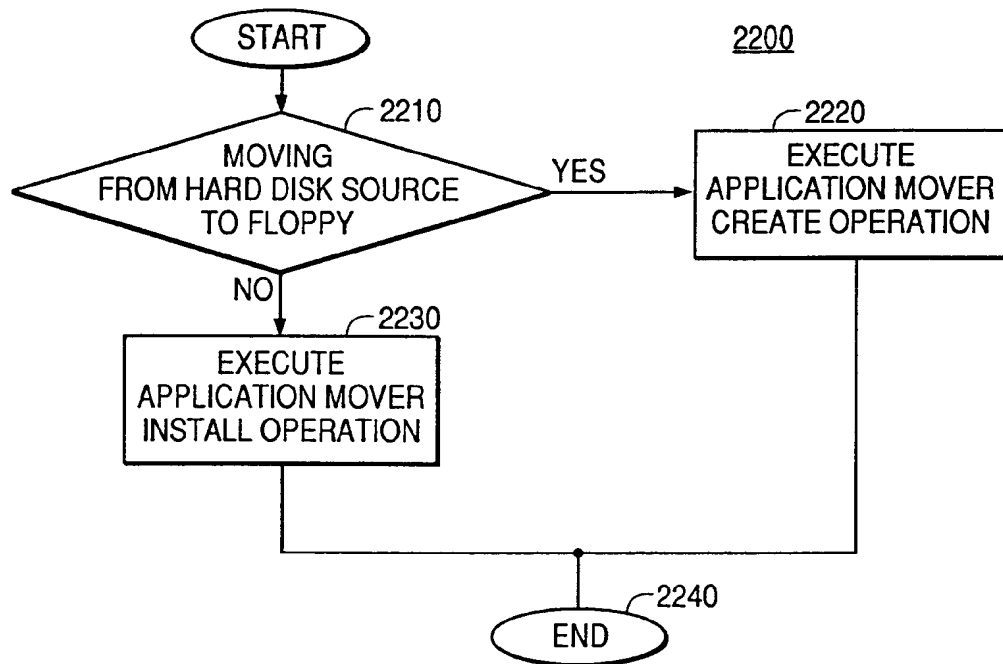 START
2200
2210
MOVING
FROM HARD DISK SOURCE
TO FLOPPY
YES
2220
EXECUTE
APPLICATION MOVER
CREATE OPERATION
NO
2230
EXECUTE
APPLICATION MOVER
INSTALL OPERATION
2240
END